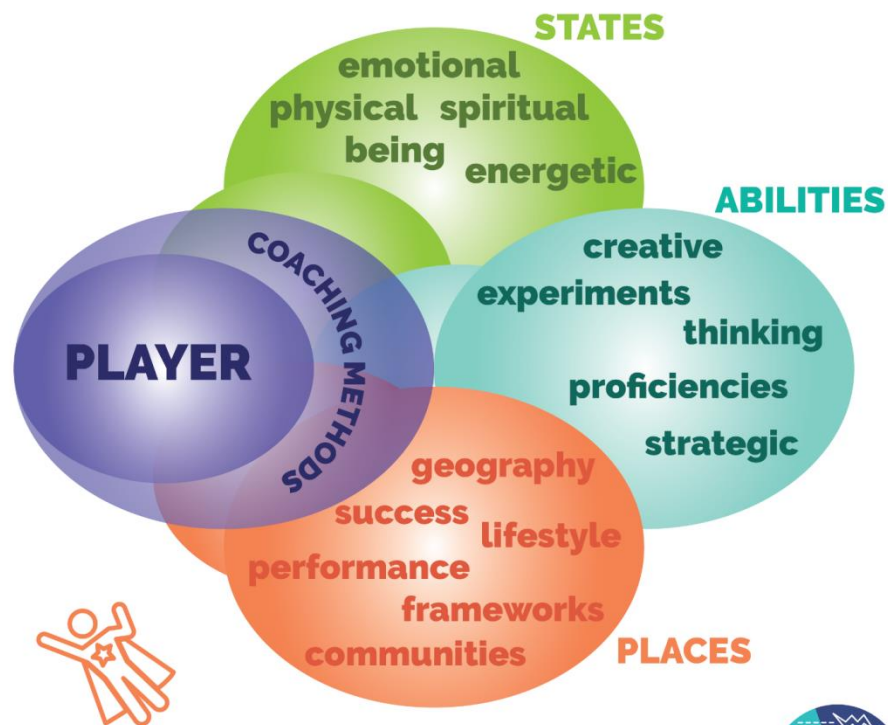 STATES
emotional
physical spiritual
being
energetic
ABILITIES
creative
experiments
thinking
proficiencies
strategic
PLAYER
COACHING METHODS
geography
success
lifestyle
performance
frameworks
communities
PLACES